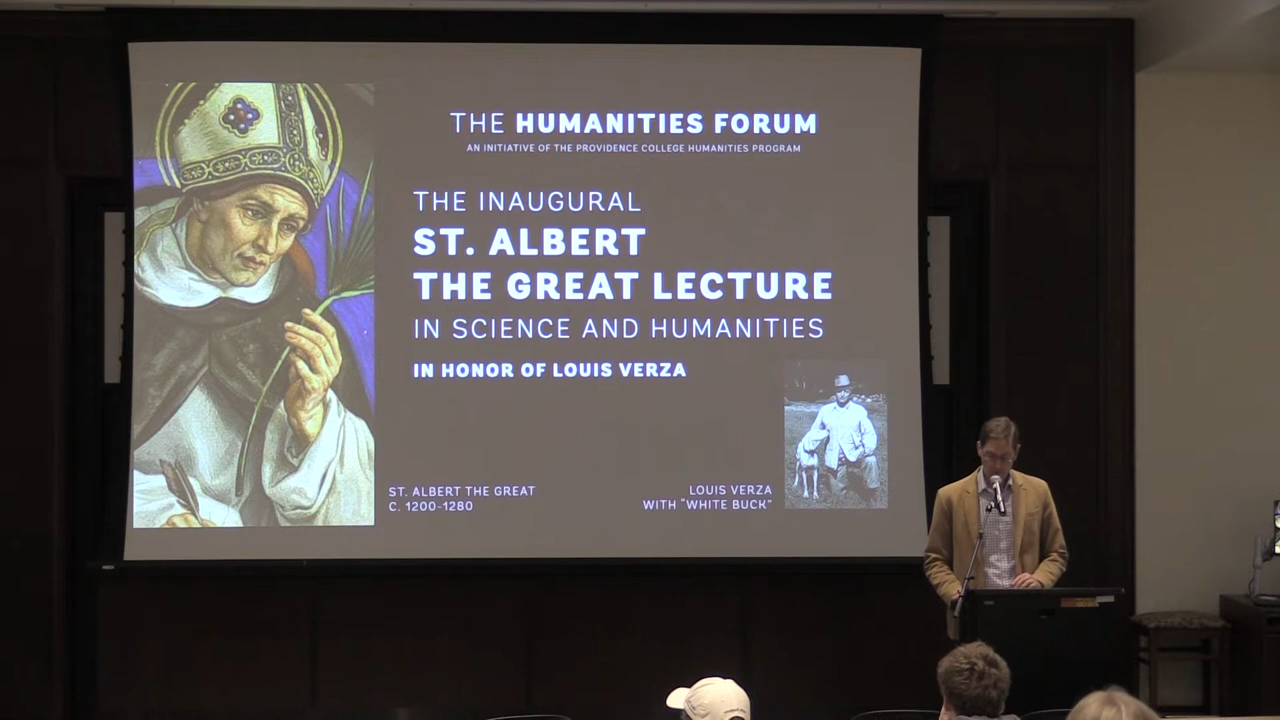 THE HUMANITIES FORUM
AN INITIATIVE OF THE PROVIDENCE COLLEGE HUMANITIES PROGRAM
THE INAUGURAL
ST. ALBERT
THE GREAT LECTURE
IN SCIENCE AND HUMANITIES
IN HONOR OF LOUIS VERZA
ST. ALBERT THE GREAT
C. 1200-1280
LOUIS VERZA
WITH "WHITE BUCK"